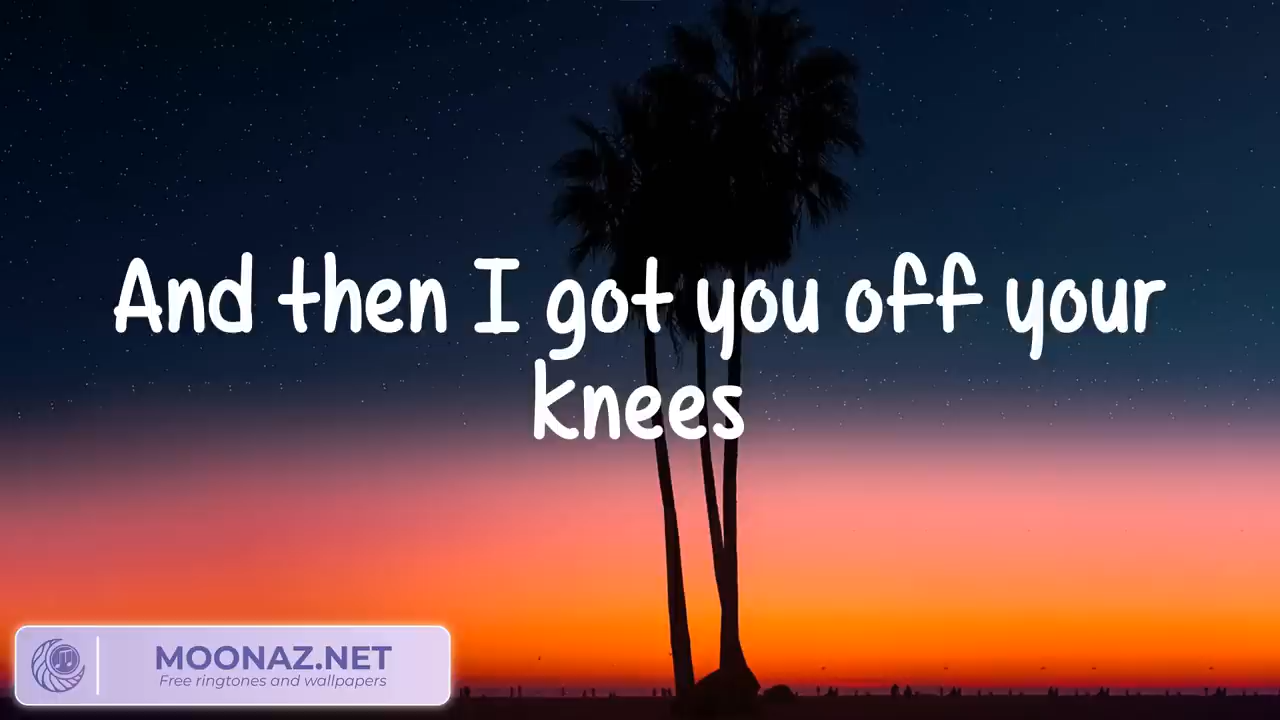 And then I got you off your
knees
MOONAZ.NET
Free ringtones and wallpapers